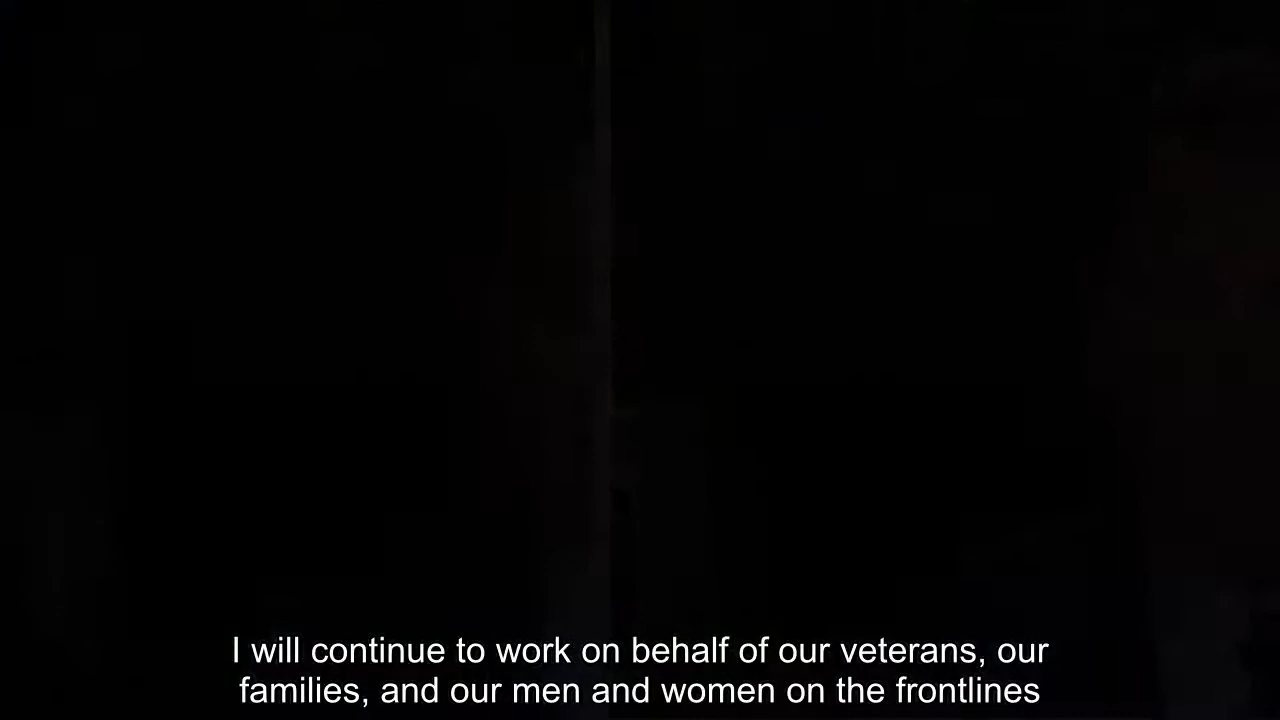 I will continue to work on behalf of our veterans, our
families, and our men and women on the frontlines